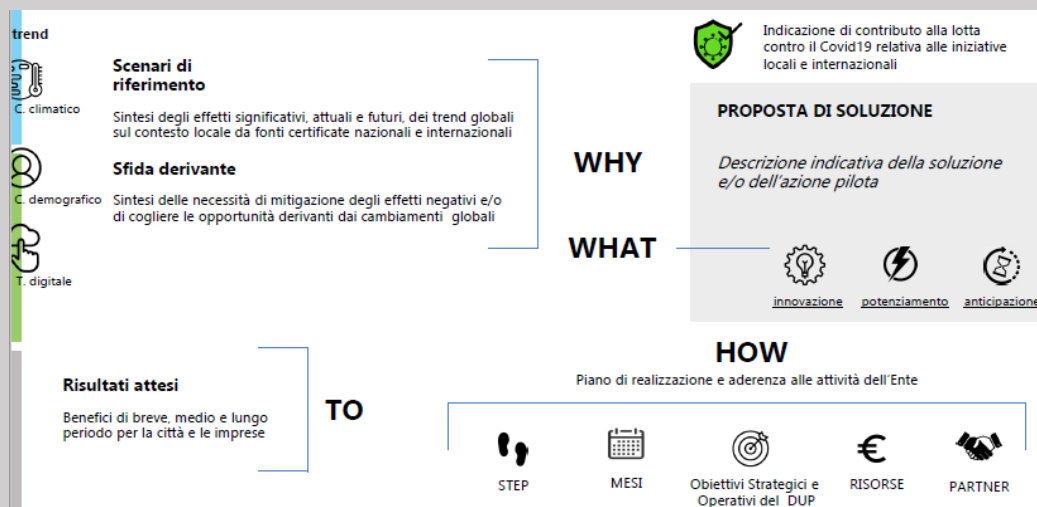 trend
C. climatico
C. demografico
T. digitale
Scenari di
riferimento
Sintesi degli effetti significativi, attuali e futuri, dei trend globali
sul contesto locale da fonti certificate nazionali e internazionali
Sfida derivante
Sintesi delle necessità di mitigazione degli effetti negativi e/o
di cogliere le opportunità derivanti dai cambiamenti globali
WHY
WHAT
Indicazione di contributo alla lotta
contro il Covid19 relativa alle iniziative
locali e internazionali
PROPOSTA DI SOLUZIONE
Descrizione indicativa della soluzione
e/o dell'azione pilota
innovazione
potenziamento
anticipazione
HOW
Piano di realizzazione e aderenza alle attività dell'Ente
STEP
MESI
Obiettivi Strategici e
Operativi del DUP
RISORSE
PARTNER
TO
Risultati attesi
Benefici di breve, medio e lungo
periodo per la città e le imprese